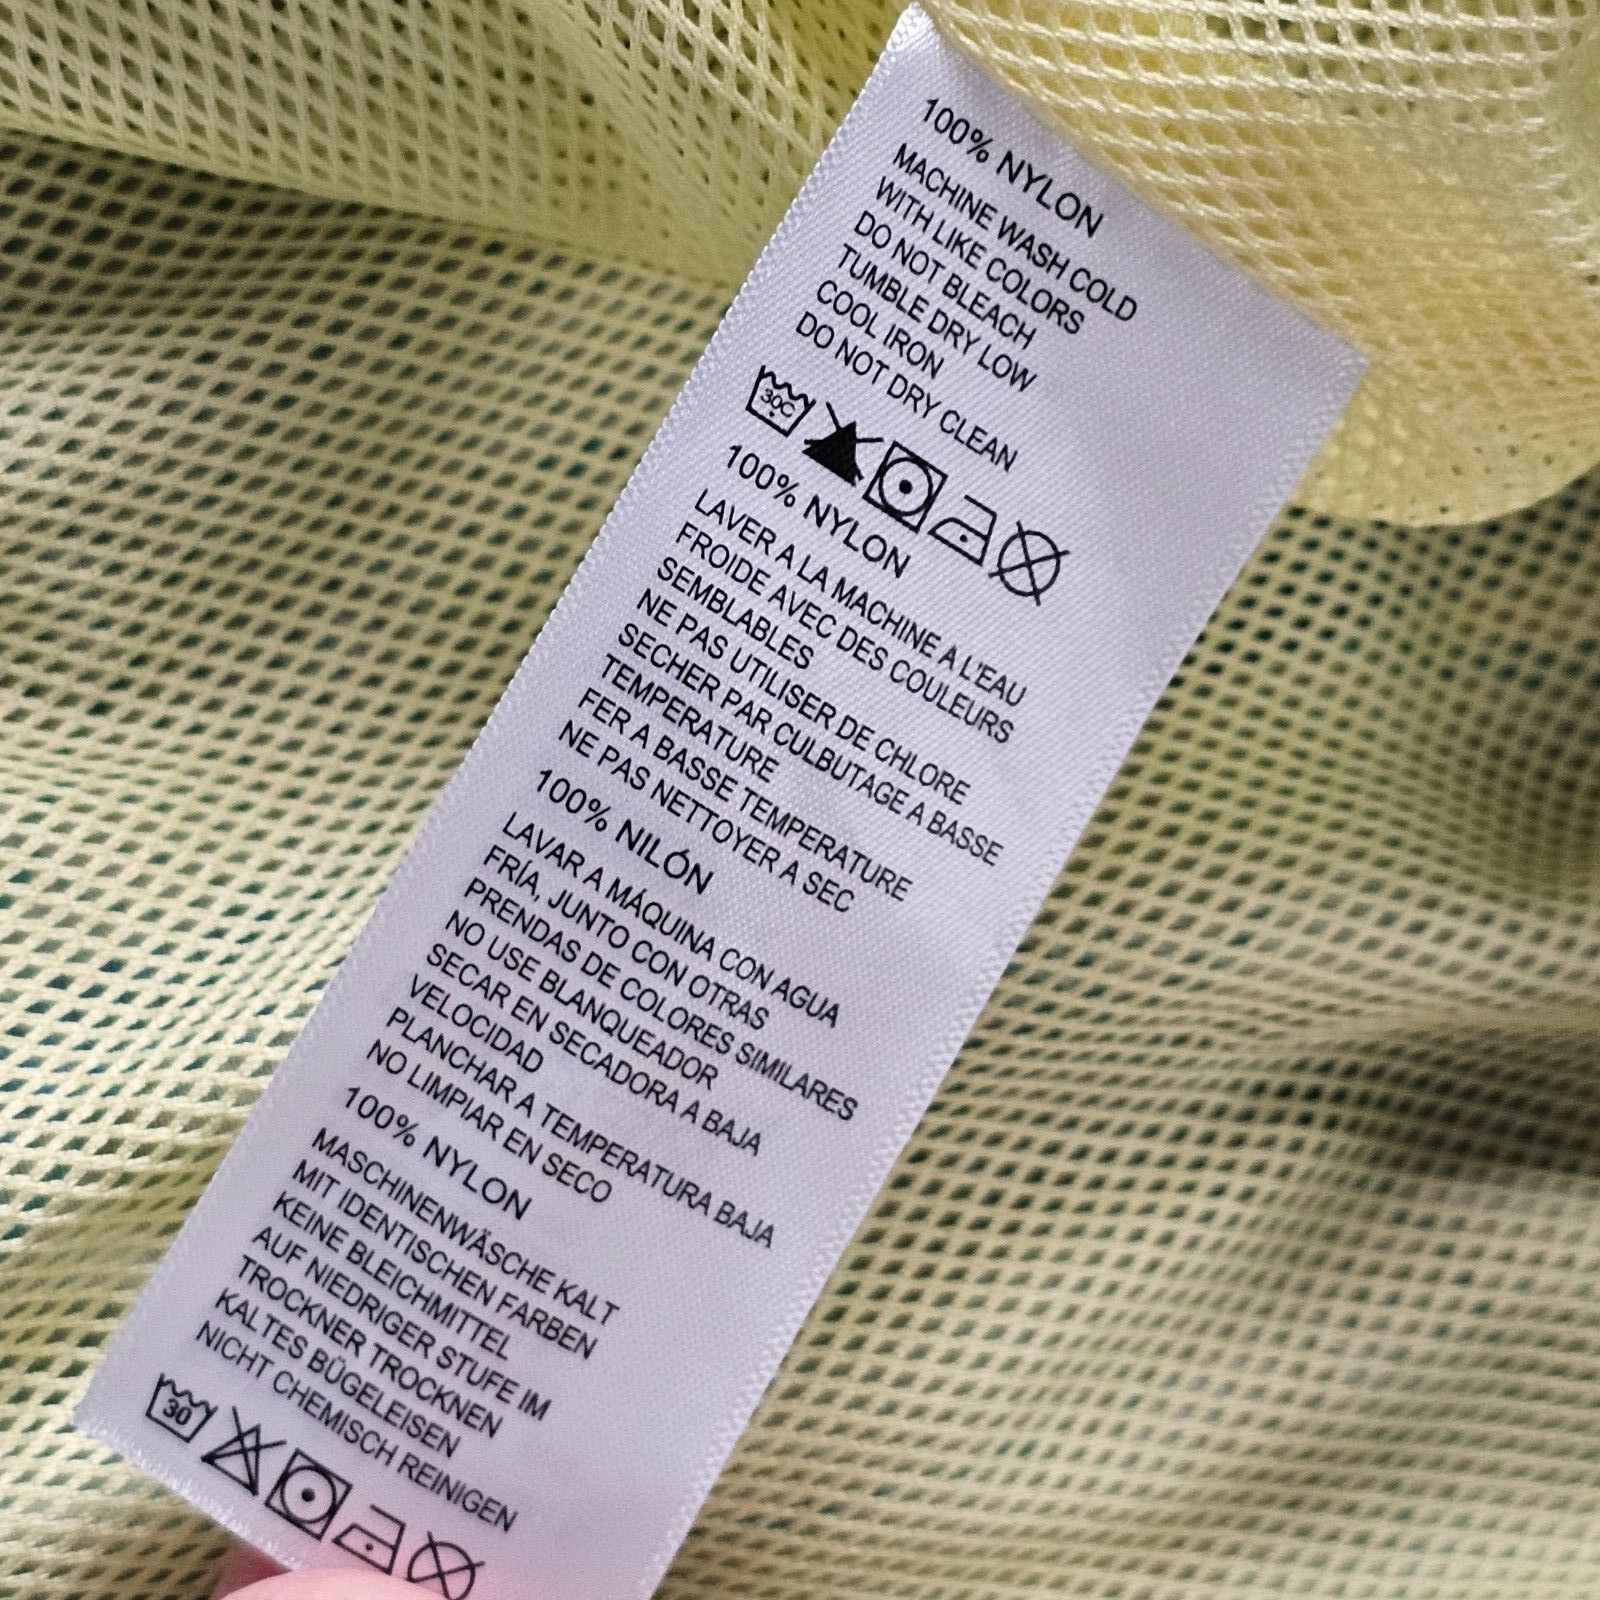 100% NYLON
MACHINE WASH COLD
WITH LIKE COLORS
DO NOT BLEACH
TUMBLE DRY LOW
COOL IRON
DO NOT DRY CLEAN
30C
100% NYLON
LAVER A LA MACHINE A L'EAU
FROIDE AVEC DES COULEURS
SEMBLABLES
NE PAS UTILISER DE CHLORE
SECHER PAR CULBUTAGE A BASSE
TEMPERATURE
FER A BASSE TEMPERATURE
NE PAS NETTOYER A SEC
100% NILÓN
LAVAR A MÁQUINA CON AGUA
FRÍA, JUNTO CON OTRAS
PRENDAS DE COLORES SIMILARES
NO USE BLANQUEADOR
SECAR EN SECADORA A BAJA
VELOCIDAD
PLANCHAR A TEMPERATURA BAJA
NO LIMPIAR EN SECO
100% NYLON
MASCHINENWÄSCHE KALT
MIT IDENTISCHEN FARBEN
KEINE BLEICHMITTEL
AUF NIEDRIGER STUFE IM
TROCKNER TROCKNEN
KALTES BÜGELEISEN
NICHT CHEMISCH REINIGEN
30